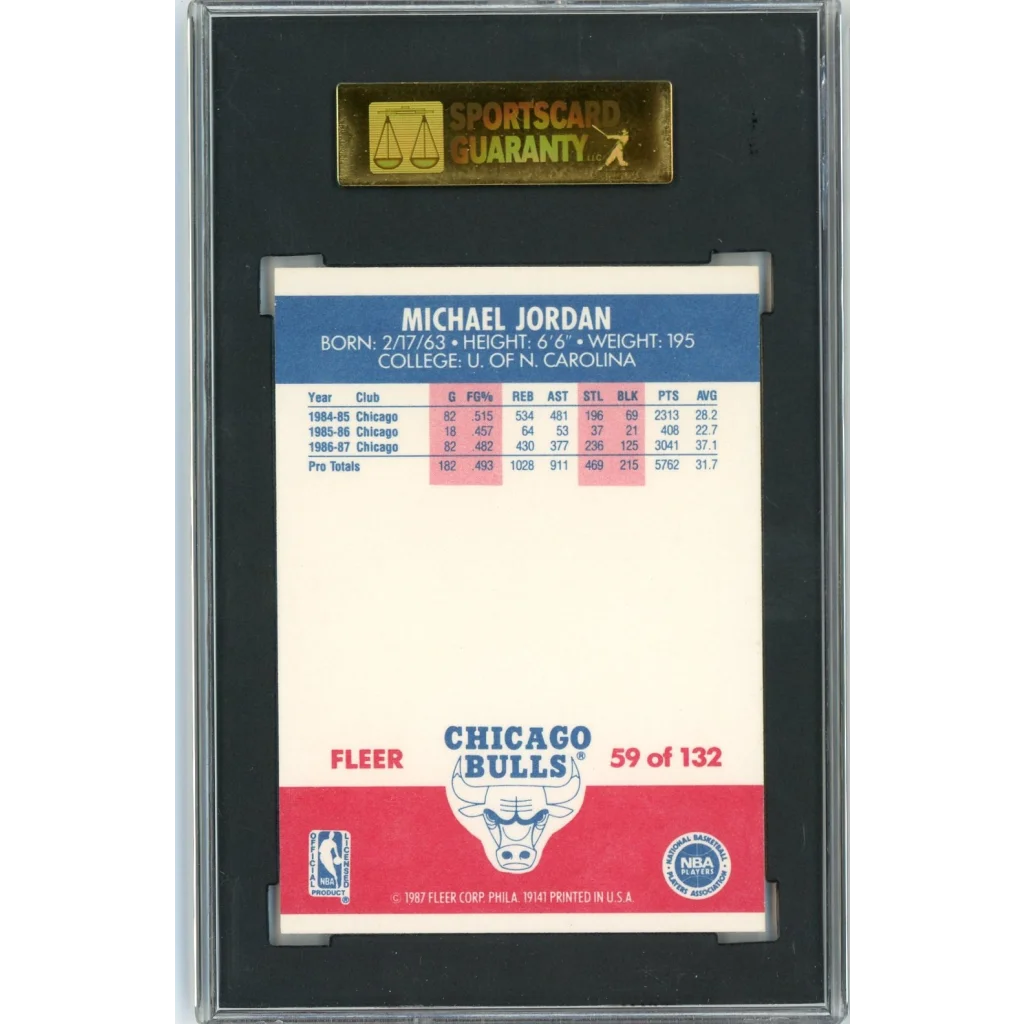 SPORTSCARD
GUARANTY LLC
MICHAEL JORDAN
BORN: 2/17/63 • HEIGHT: 6'6" • WEIGHT: 195
COLLEGE: U. OF N. CAROLINA
Year Club G FG% REB AST STL BLK PTS AVG
1984-85 Chicago 82 .515 534 481 196 69 2313 28.2
1985-86 Chicago 18 .457 64 53 37 21 408 22.7
1986-87 Chicago 82 .482 430 377 236 125 3041 37.1
Pro Totals 182 .493 1028 911 469 215 5762 31.7
CHICAGO
BULLS®
FLEER 59 of 132
OFFICIAL LICENSED
NBA
PRODUCT ®
NATIONAL BASKETBALL
NBA
PLAYERS
PLAYERS ASSOCIATION
© 1987 FLEER CORP. PHILA. 19141 PRINTED IN U.S.A.